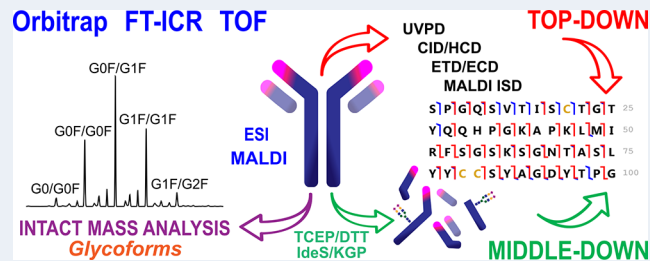 Orbitrap FT-ICR TOF
TOP-DOWN
UVPD
CID/HCD
ETD/ECD
MALDI ISD
G0F/G1F
G0F/G0F
G1F/G1F
G0/G0F
G1F/G2F
ESI
MALDI
S P G Q S V T I S C T G T 25
Y Q Q H P G K A P K L M I 50
R F S G S K S G N T A S L 75
Y Y C C S L Y A G D Y T P G 100
INTACT MASS ANALYSIS
Glycoforms
TCEP/DTT
IdeS/KGP
MIDDLE-DOWN